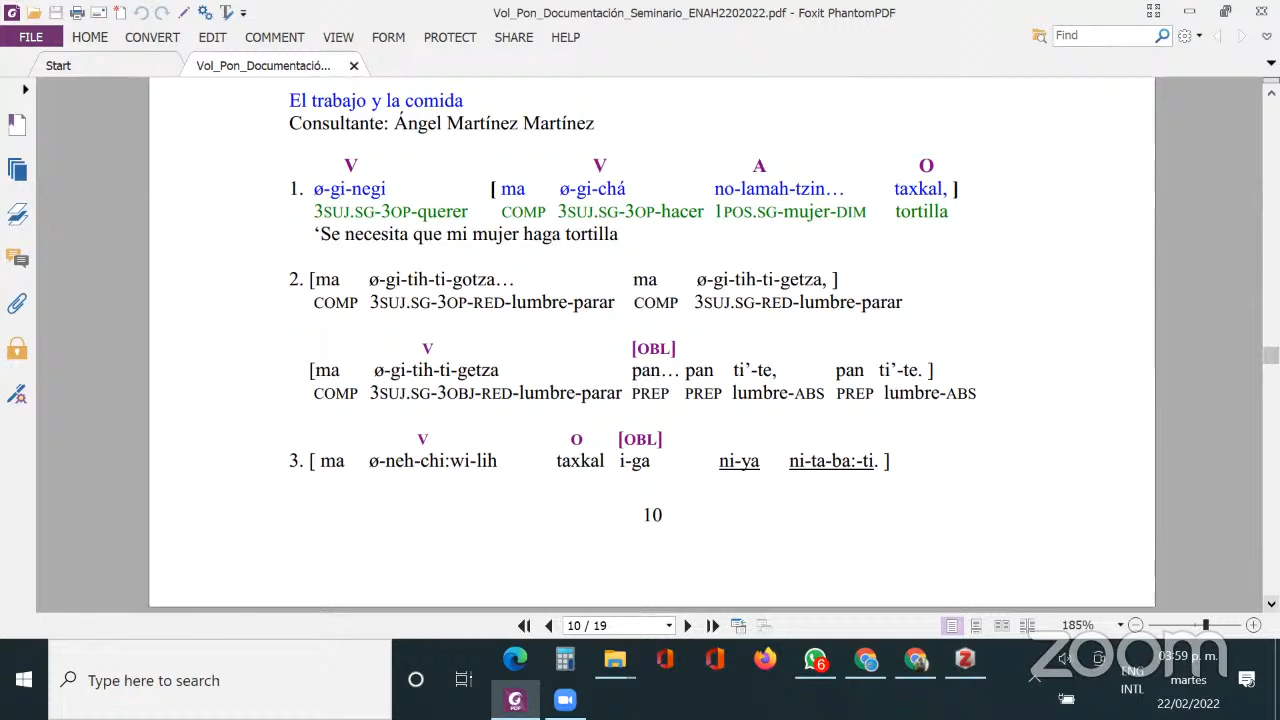 Vol_Pon_Documentación_Seminario_ENAH2202022.pdf - Foxit PhantomPDF
FILE HOME CONVERT EDIT COMMENT VIEW FORM PROTECT SHARE HELP Find
Start Vol_Pon_Documentació...
El trabajo y la comida
Consultante: Ángel Martínez Martínez
V V A O
1. ø-gi-negi [ ma ø-gi-chá no-lamah-tzin… taxkal, ]
3SUJ.SG-3OP-querer COMP 3SUJ.SG-3OP-hacer 1POS.SG-mujer-DIM tortilla
‘Se necesita que mi mujer haga tortilla
2. [ma ø-gi-tih-ti-gotza… ma ø-gi-tih-ti-getza, ]
COMP 3SUJ.SG-3OP-RED-lumbre-parar COMP 3SUJ.SG-RED-lumbre-parar
V [OBL]
[ma ø-gi-tih-ti-getza pan… pan ti’-te, pan ti’-te. ]
COMP 3SUJ.SG-3OBJ-RED-lumbre-parar PREP PREP lumbre-ABS PREP lumbre-ABS
V O [OBL]
3. [ ma ø-neh-chi:wi-lih taxkal i-ga ni-ya ni-ta-ba:-ti. ]
10
10 / 19 185%
zoom
Type here to search
6
ENG
INTL
03:59 p. m.
martes
22/02/2022